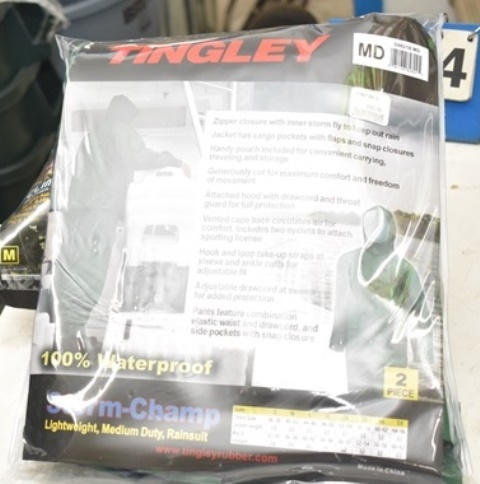 TINGLEY
MD
4
Zipper closure with inner storm fly to keep out rain
Jacket has cargo pockets with flaps and snap closures
Handy pouch included for convenient carrying,
traveling and storage
Generously cut for maximum comfort and freedom
of movement
Attached hood with drawcord and throat
guard for full protection
Vented cape back circulates air for
comfort. Includes two eyelets to attach
sporting license
Hook and loop take-up straps at
sleeve and ankle cuffs for
adjustable fit
Adjustable drawcord at
for added protection
Pants feature combination
elastic waist and drawcord, and
side pockets with snap closure
M
100% Waterproof
2
PIECE
Storm-Champ
Lightweight, Medium Duty, Rainsuit
www.tingleyrubber.com
Made in China